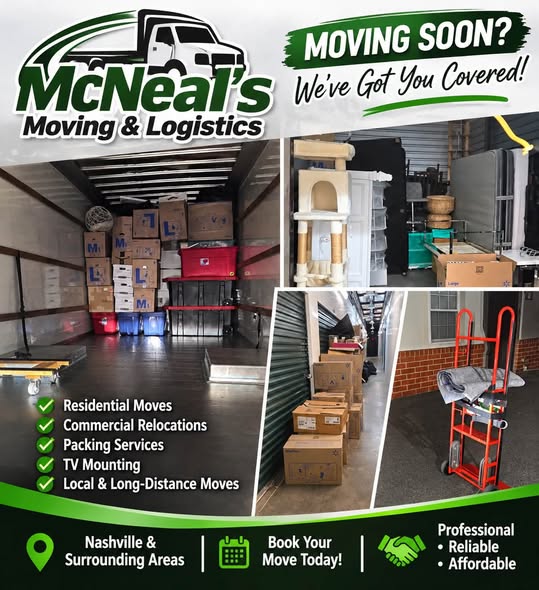 McNeal's
Moving & Logistics
MOVING SOON?
We've Got You Covered!
Residential Moves
Commercial Relocations
Packing Services
TV Mounting
Local & Long-Distance Moves
Nashville &
Surrounding Areas
Book Your
Move Today!
Professional
• Reliable
• Affordable